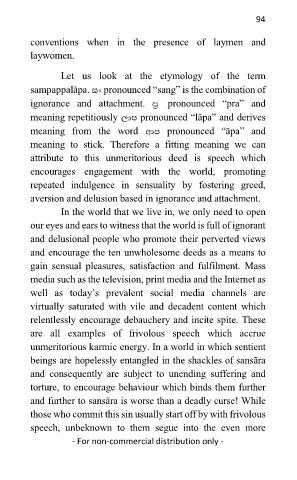 94
conventions when in the presence of laymen and
laywomen.
Let us look at the etymology of the term
sampappalāpa. සං pronounced “sang” is the combination of
ignorance and attachment. ප්‍ර pronounced “pra” and
meaning repetitiously ලාප pronounced “lāpa” and derives
meaning from the word ආප pronounced “āpa” and
meaning to stick. Therefore a fitting meaning we can
attribute to this unmeritorious deed is speech which
encourages engagement with the world, promoting
repeated indulgence in sensuality by fostering greed,
aversion and delusion based in ignorance and attachment.
In the world that we live in, we only need to open
our eyes and ears to witness that the world is full of ignorant
and delusional people who promote their perverted views
and encourage the ten unwholesome deeds as a means to
gain sensual pleasures, satisfaction and fulfilment. Mass
media such as the television, print media and the Internet as
well as today’s prevalent social media channels are
virtually saturated with vile and decadent content which
relentlessly encourage debauchery and incite spite. These
are all examples of frivolous speech which accrue
unmeritorious karmic energy. In a world in which sentient
beings are hopelessly entangled in the shackles of sansāra
and consequently are subject to unending suffering and
torture, to encourage behaviour which binds them further
and further to sansāra is worse than a deadly curse! While
those who commit this sin usually start off by with frivolous
speech, unbeknown to them segue into the even more
- For non-commercial distribution only -